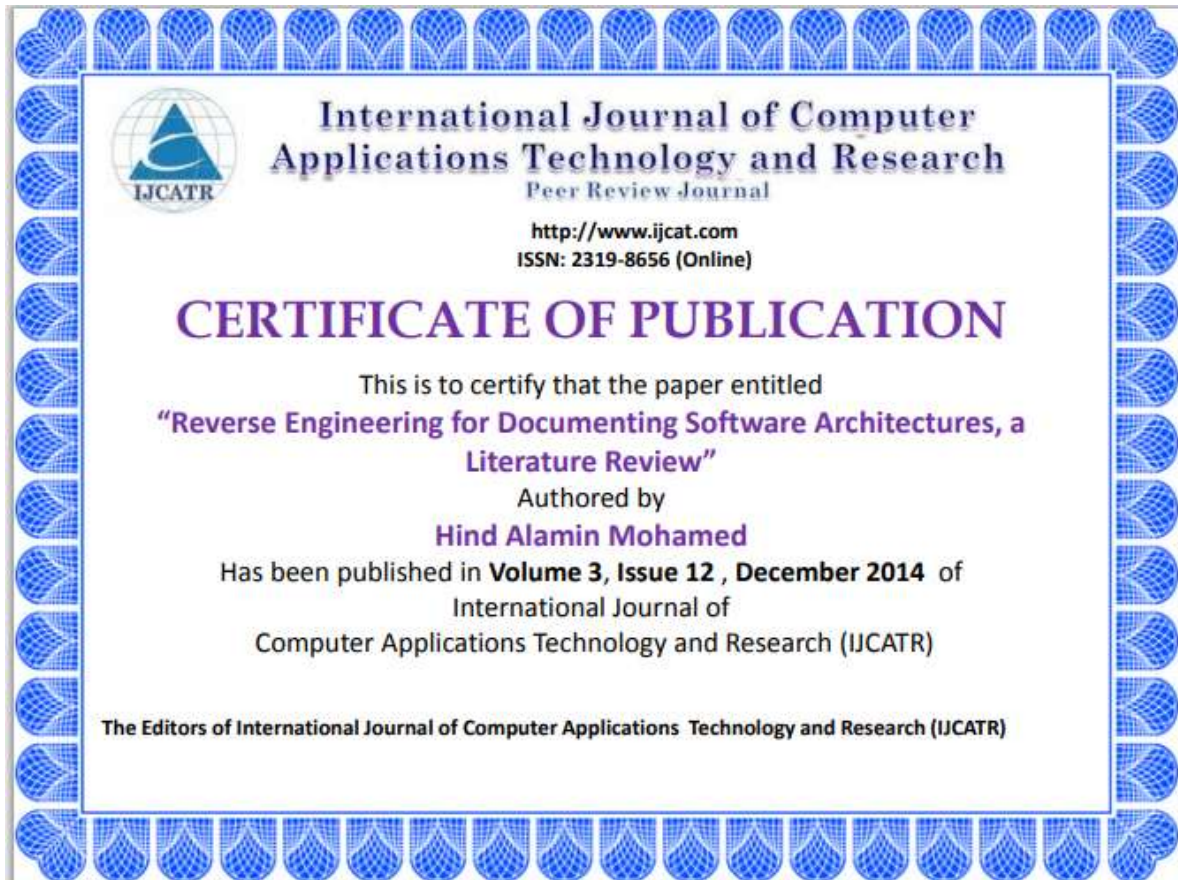 IJCATR
International Journal of Computer
Applications Technology and Research
Peer Review Journal
http://www.ijcat.com
ISSN: 2319-8656 (Online)
CERTIFICATE OF PUBLICATION
This is to certify that the paper entitled
“Reverse Engineering for Documenting Software Architectures, a
Literature Review”
Authored by
Hind Alamin Mohamed
Has been published in Volume 3, Issue 12 , December 2014 of
International Journal of
Computer Applications Technology and Research (IJCATR)
The Editors of International Journal of Computer Applications Technology and Research (IJCATR)